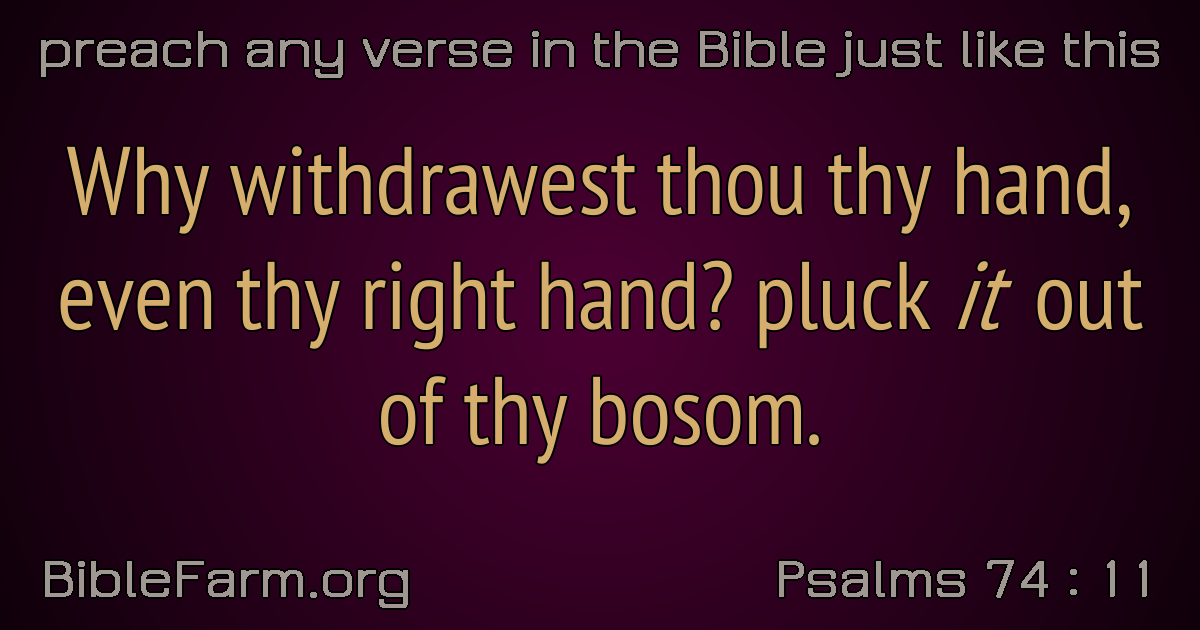 preach any verse in the Bible just like this
Why withdrawest thou thy hand,
even thy right hand? pluck it out
of thy bosom.
BibleFarm.org
Psalms 74 : 11